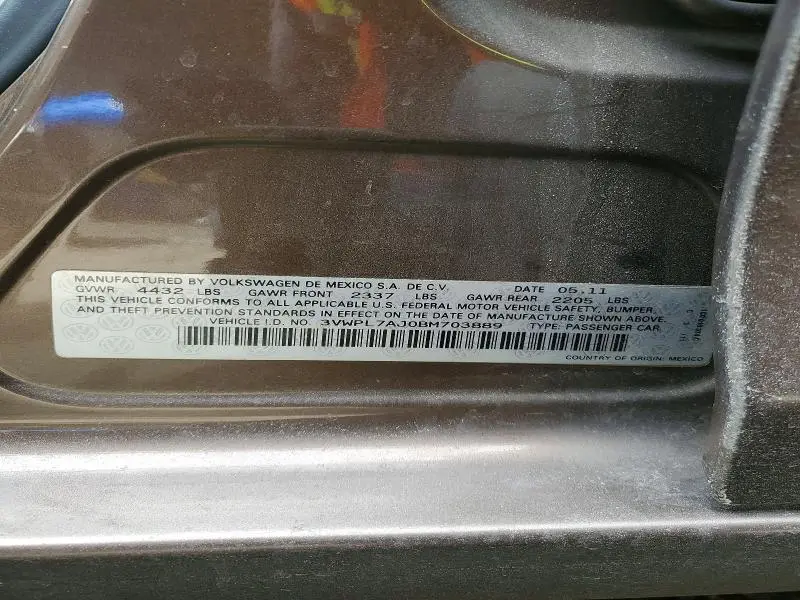 MANUFACTURED BY VOLKSWAGEN DE MEXICO S.A. DE C.V. DATE 05.11
GVWR 4432 LBS GAWR FRONT 2337 LBS GAWR REAR 2205 LBS
THIS VEHICLE CONFORMS TO ALL APPLICABLE U.S. FEDERAL MOTOR VEHICLE SAFETY, BUMPER,
AND THEFT PREVENTION STANDARDS IN EFFECT ON THE DATE OF MANUFACTURE SHOWN ABOVE.
VEHICLE I.D. NO. 3VWPL7AJ0BM703889 TYPE: PASSENGER CAR
COUNTRY OF ORIGIN: MEXICO